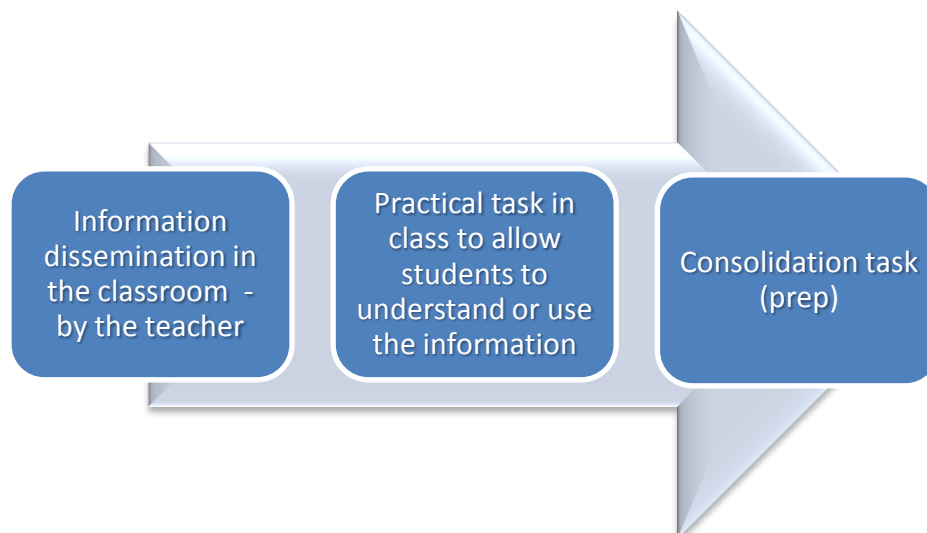 Information
dissemination in
the classroom  -
by the teacher
Practical task in
class to allow
students to
understand or use
the information
Consolidation task
(prep)